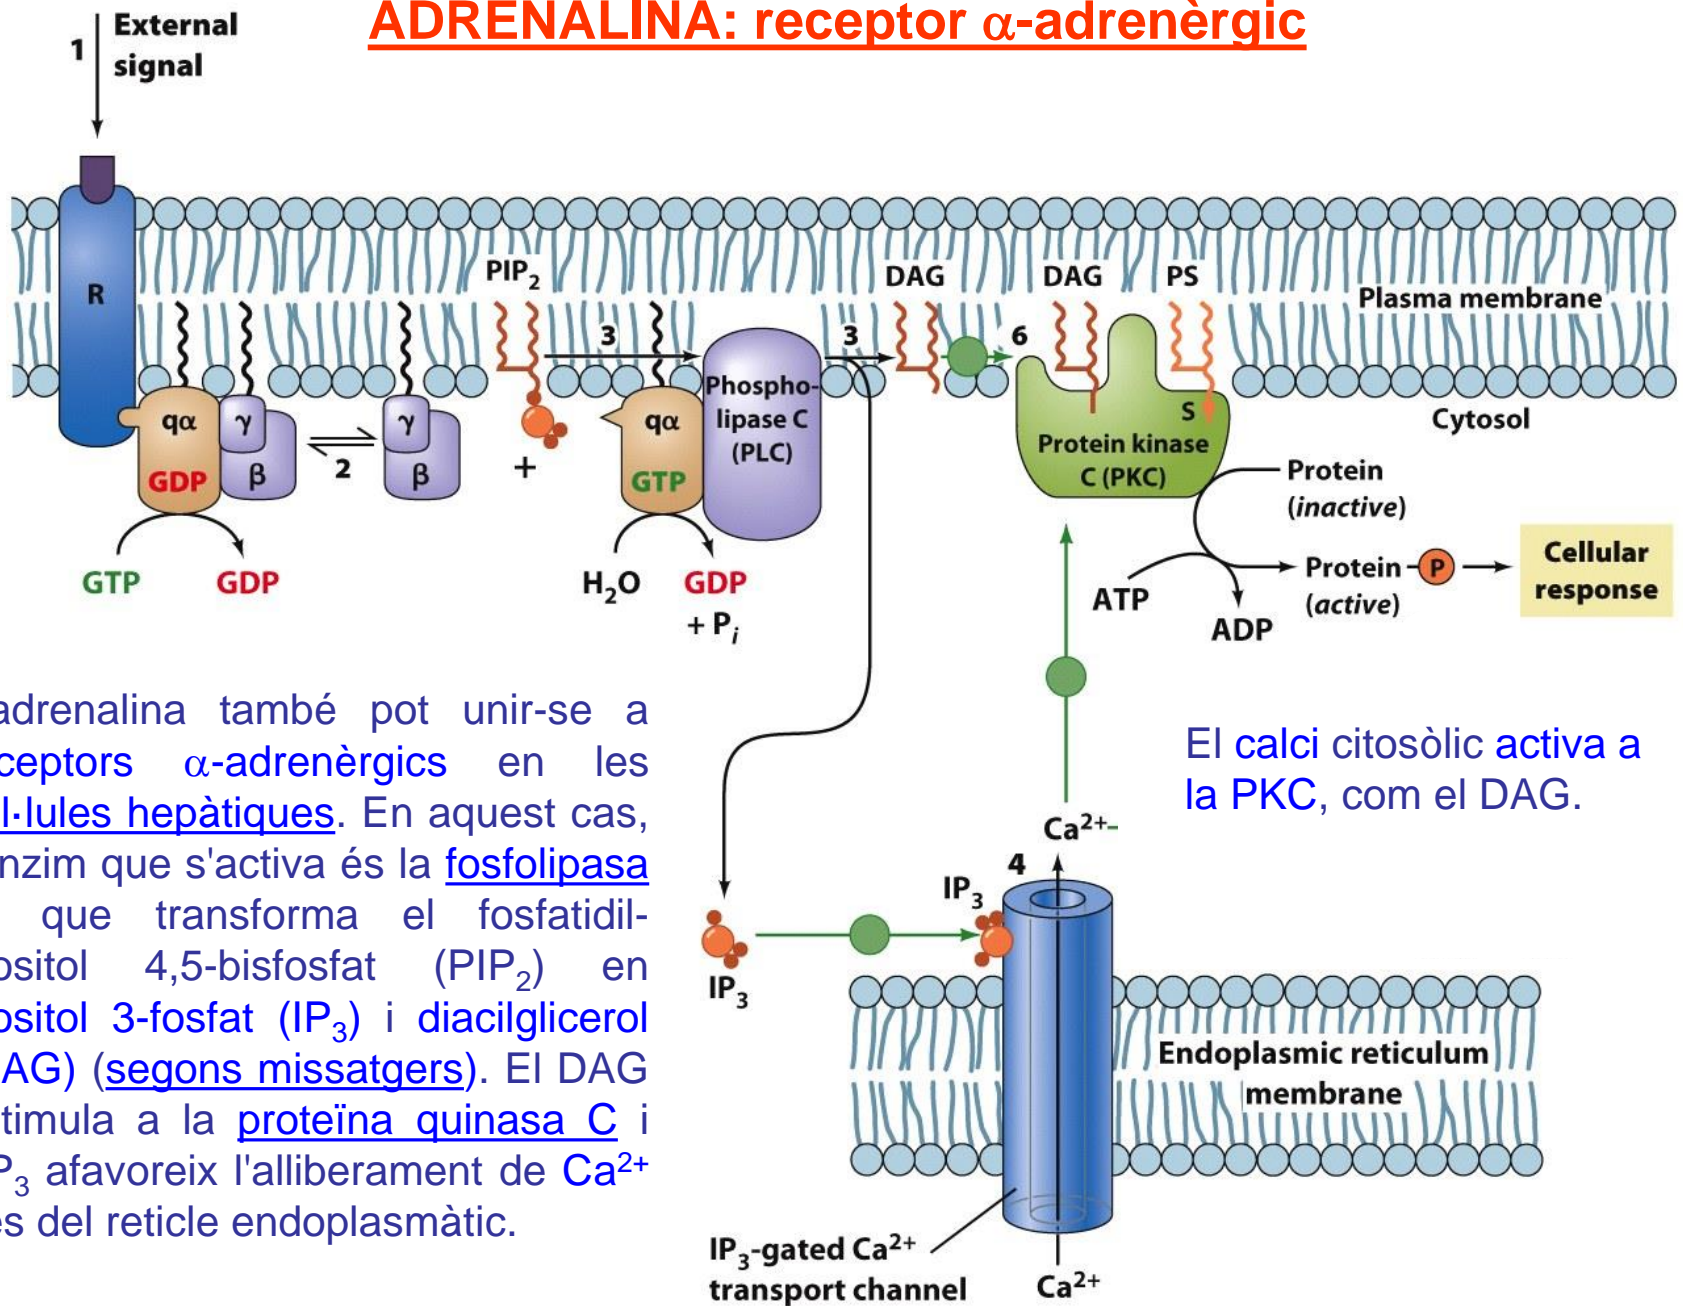 ADRENALINA: receptor α-adrenèrgic
1
External
signal
R
PIP₂
DAG
DAG
PS
Plasma membrane
3
3
6
qα
γ
β
GDP
2
γ
β
+
qα
GTP
Phospho-
lipase C
(PLC)
S
Protein kinase
C (PKC)
Cytosol
Protein
(inactive)
GTP
GDP
H₂O
GDP
+ Pᵢ
ATP
ADP
Protein
P
(active)
Cellular
response
adrenalina també pot unir-se a
ceptors α-adrenèrgics en les
l·lules hepàtiques. En aquest cas,
nzim que s'activa és la fosfolipasa
que transforma el fosfatidil-
ositol 4,5-bisfosfat (PIP₂) en
ositol 3-fosfat (IP₃) i diacilglicerol
AG) (segons missatgers). El DAG
timula a la proteïna quinasa C i
P₃ afavoreix l'alliberament de Ca²⁺
es del reticle endoplasmàtic.
El calci citosòlic activa a
la PKC, com el DAG.
Ca²⁺
4
IP₃
IP₃
Endoplasmic reticulum
membrane
IP₃-gated Ca²⁺
transport channel
Ca²⁺